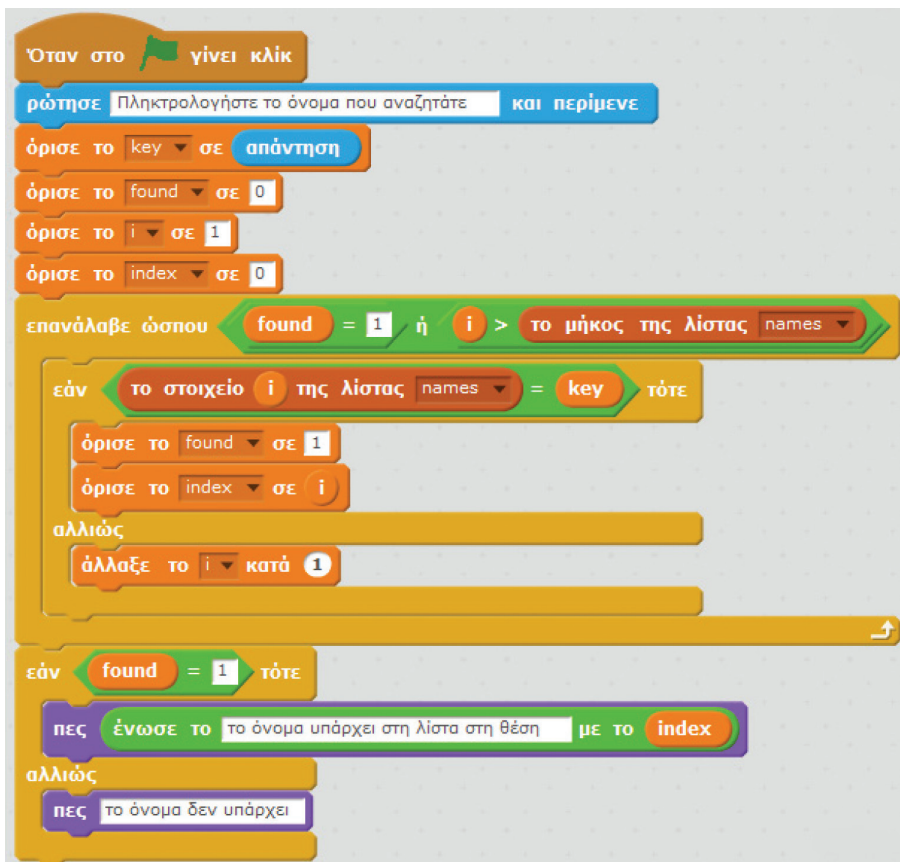 Όταν στο γίνει κλίκ
ρώτησε Πληκτρολογήστε το όνομα που αναζητάτε και περίμενε
όρισε το key σε απάντηση
όρισε το found σε 0
όρισε το i σε 1
όρισε το index σε 0
επανάλαβε ώσπου found = 1 ή i > το μήκος της λίστας names
εάν το στοιχείο i της λίστας names = key τότε
όρισε το found σε 1
όρισε το index σε i
αλλιώς
άλλαξε το i κατά 1
εάν found = 1 τότε
πες ένωσε το το όνομα υπάρχει στη λίστα στη θέση με το index
αλλιώς
πες το όνομα δεν υπάρχει